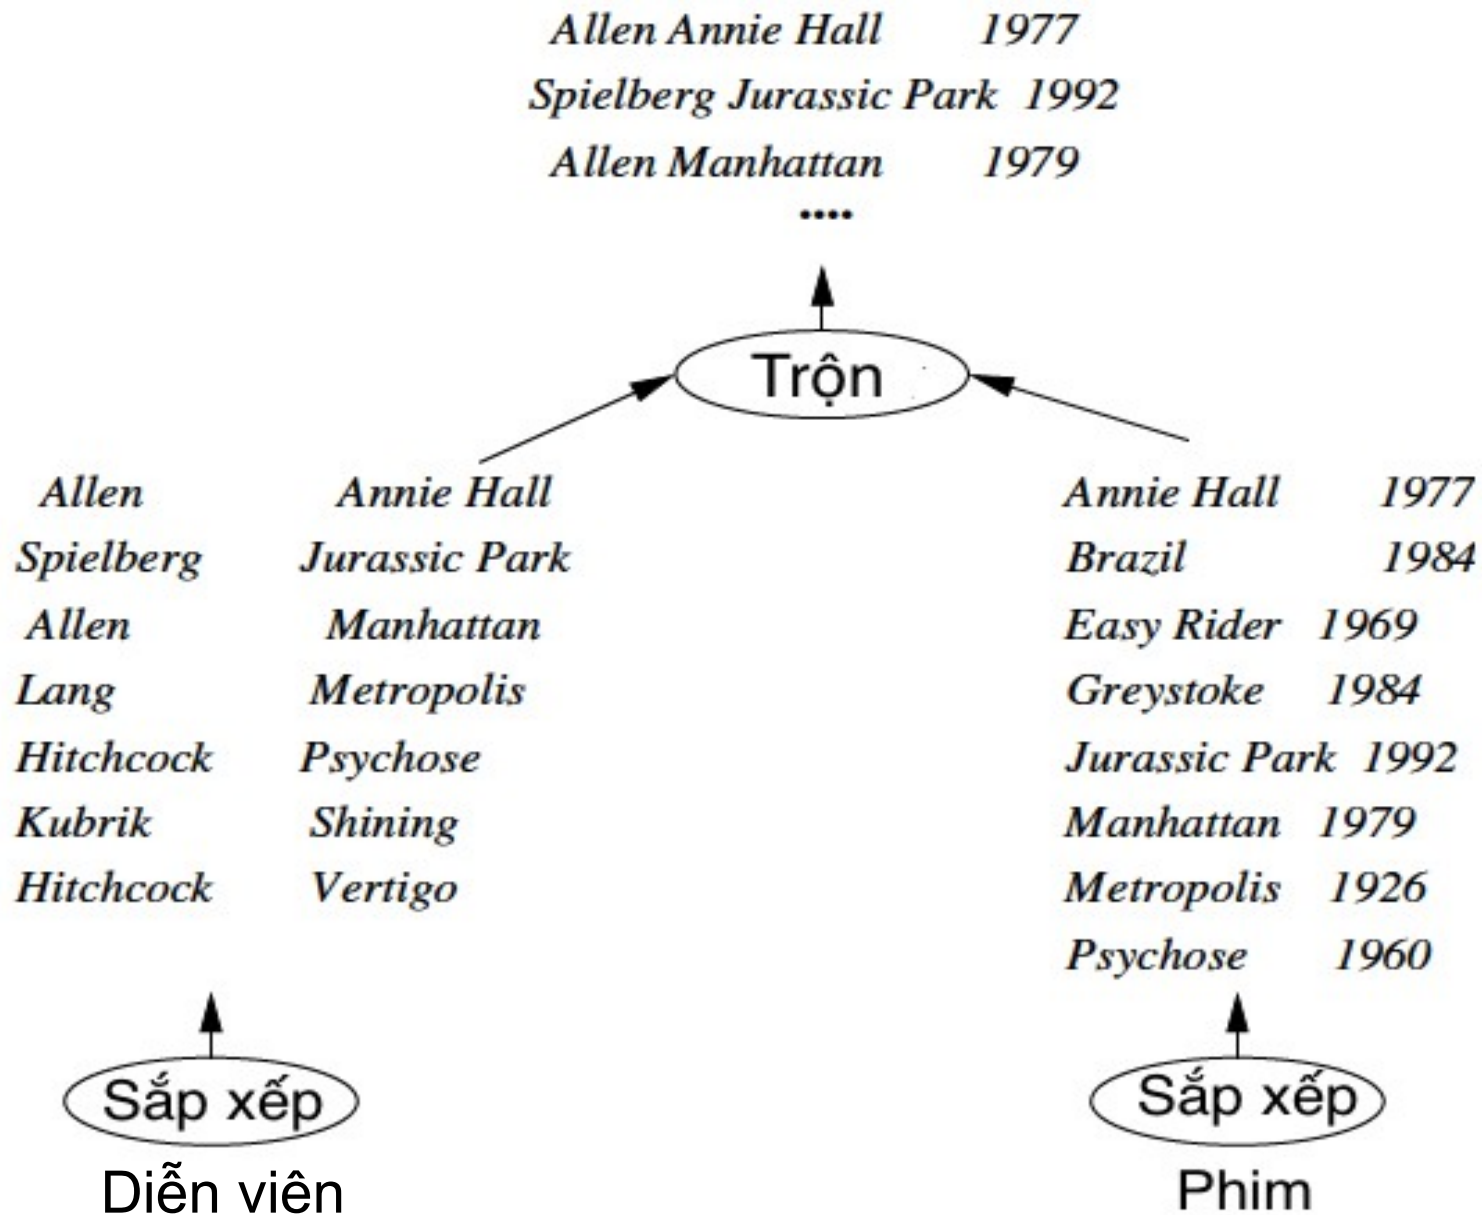 Allen Annie Hall 1977
Spielberg Jurassic Park 1992
Allen Manhattan 1979
....
Trộn
Allen Annie Hall
Spielberg Jurassic Park
Allen Manhattan
Lang Metropolis
Hitchcock Psychose
Kubrik Shining
Hitchcock Vertigo
Sắp xếp
Diễn viên
Annie Hall 1977
Brazil 1984
Easy Rider 1969
Greystoke 1984
Jurassic Park 1992
Manhattan 1979
Metropolis 1926
Psychose 1960
Sắp xếp
Phim